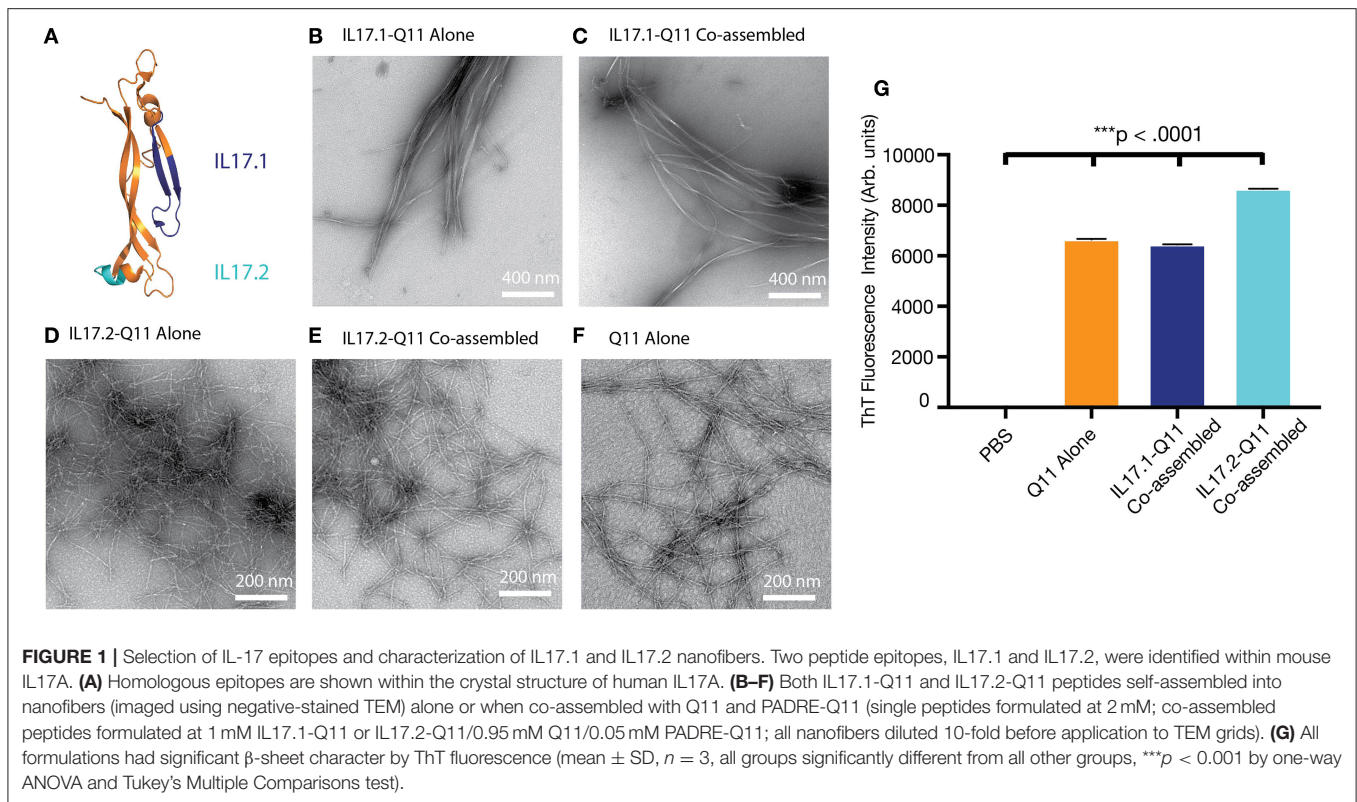 A
IL17.1
IL17.2
B IL17.1-Q11 Alone
400 nm
C IL17.1-Q11 Co-assembled
400 nm
D IL17.2-Q11 Alone
200 nm
E IL17.2-Q11 Co-assembled
200 nm
F Q11 Alone
200 nm
G
***p < .0001
ThT Fluorescence Intensity (Arb. units)
10000
8000
6000
4000
2000
0
PBS
Q11 Alone
IL17.1-Q11
Co-assembled
IL17.2-Q11
Co-assembled
FIGURE 1 | Selection of IL-17 epitopes and characterization of IL17.1 and IL17.2 nanofibers. Two peptide epitopes, IL17.1 and IL17.2, were identified within mouse
IL17A. (A) Homologous epitopes are shown within the crystal structure of human IL17A. (B–F) Both IL17.1-Q11 and IL17.2-Q11 peptides self-assembled into
nanofibers (imaged using negative-stained TEM) alone or when co-assembled with Q11 and PADRE-Q11 (single peptides formulated at 2 mM; co-assembled
peptides formulated at 1 mM IL17.1-Q11 or IL17.2-Q11/0.95 mM Q11/0.05 mM PADRE-Q11; all nanofibers diluted 10-fold before application to TEM grids). (G) All
formulations had significant β-sheet character by ThT fluorescence (mean ± SD, n = 3, all groups significantly different from all other groups, ***p < 0.001 by one-way
ANOVA and Tukey's Multiple Comparisons test).